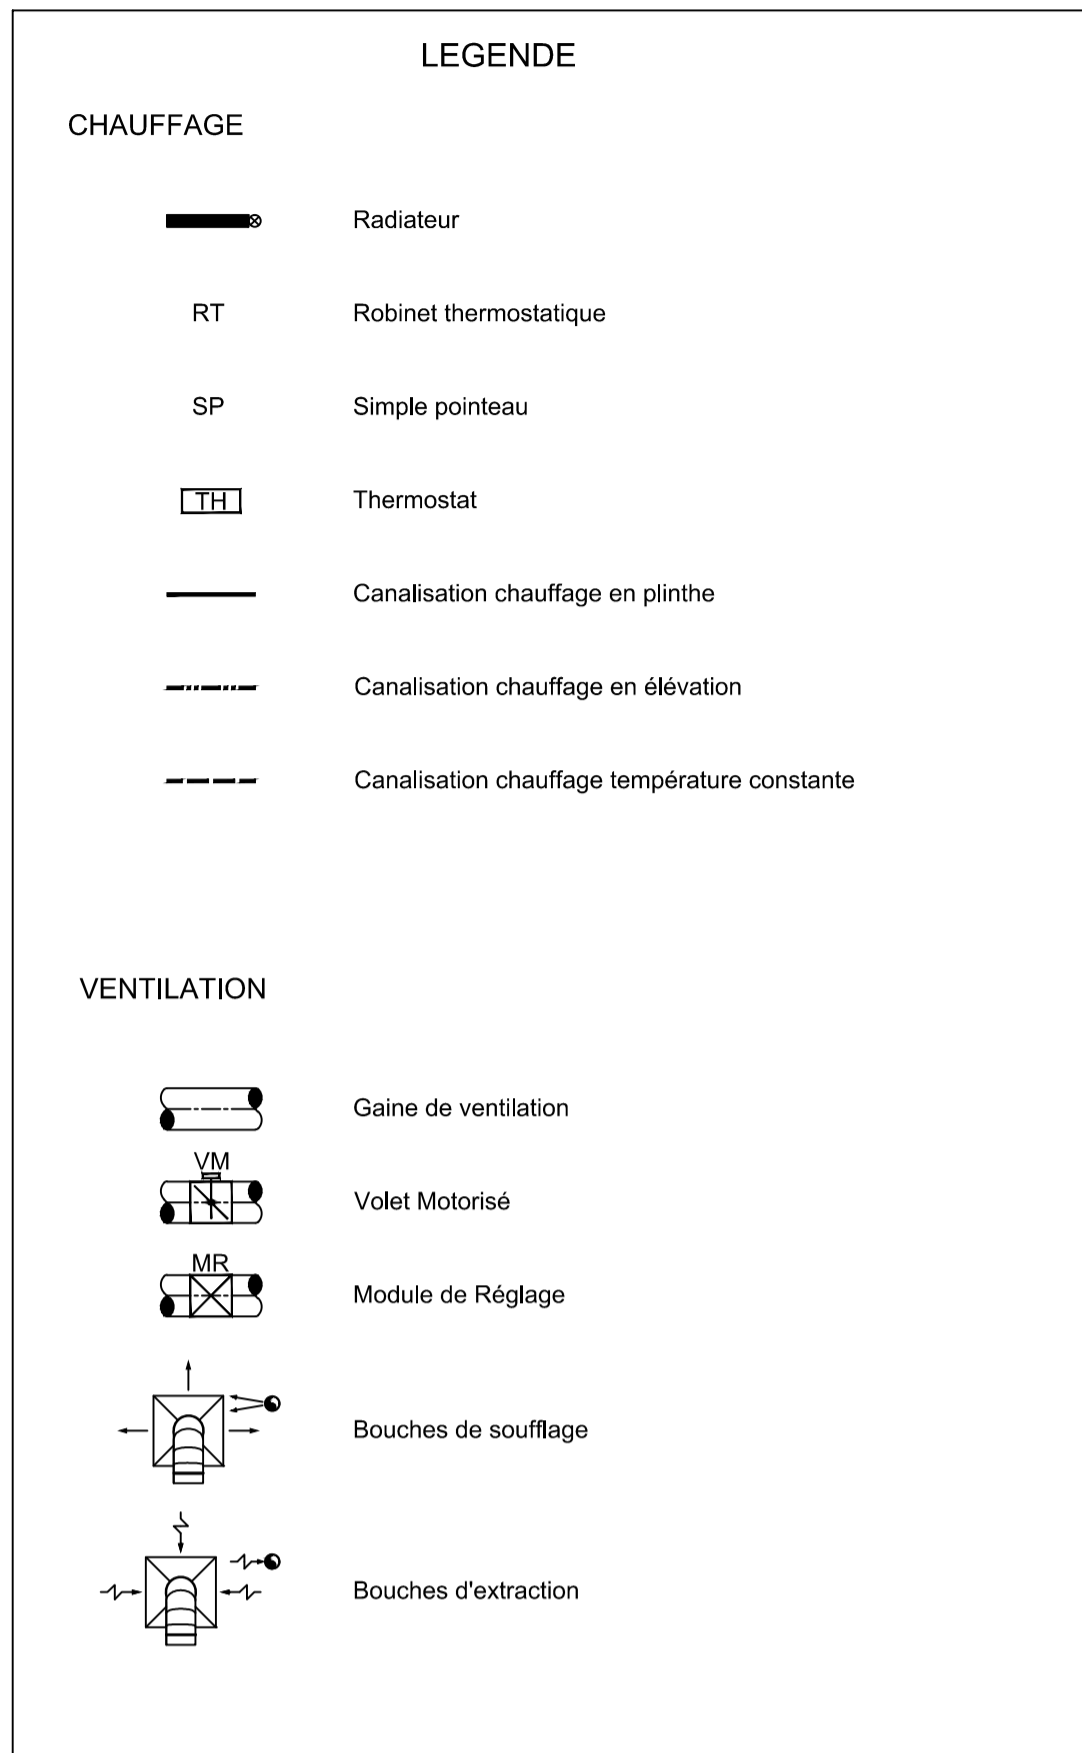 LEGENDE
CHAUFFAGE
Radiateur
RT Robinet thermostatique
SP Simple pointeau
TH Thermostat
Canalisation chauffage en plinthe
Canalisation chauffage en élévation
Canalisation chauffage température constante
VENTILATION
Gaine de ventilation
VM
Volet Motorisé
MR
Module de Réglage
Bouches de soufflage
Bouches d'extraction